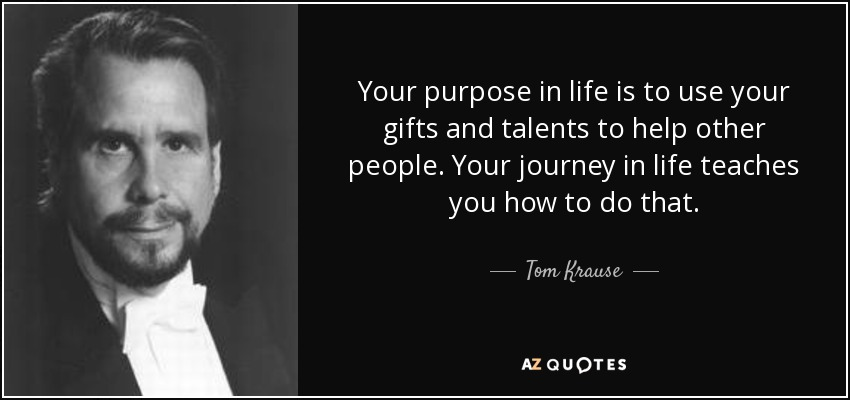 Your purpose in life is to use your
gifts and talents to help other
people. Your journey in life teaches
you how to do that.
Tom Krause
AZ QUOTES